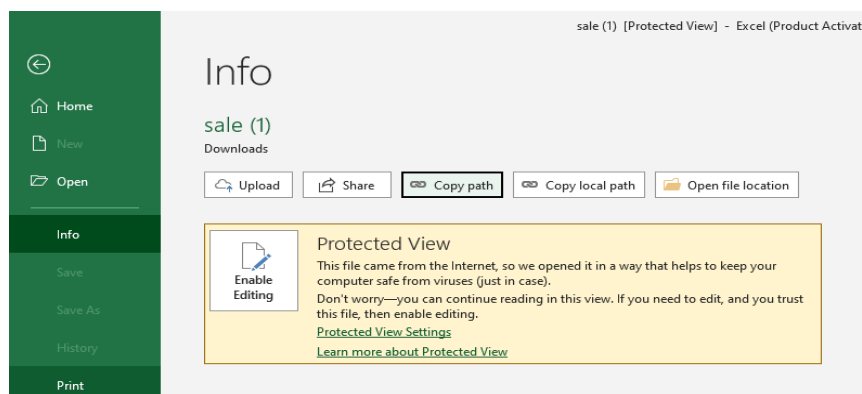 sale (1) [Protected View] - Excel (Product Activat
Info
Home
New
Open
Info
Save
Save As
History
Print
sale (1)
Downloads
Upload
Share
Copy path
Copy local path
Open file location
Enable
Editing
Protected View
This file came from the Internet, so we opened it in a way that helps to keep your
computer safe from viruses (just in case).
Don't worry—you can continue reading in this view. If you need to edit, and you trust
this file, then enable editing.
Protected View Settings
Learn more about Protected View